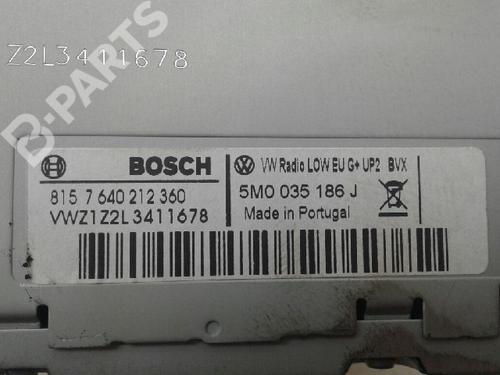 Z2L3411678
BOSCH
VW Radio LOW EU G+ UP2 BVX
815 7 640 212 360
5M0 035 186 J
VWZ1Z2L3411678
Made in Portugal
B-PARTS